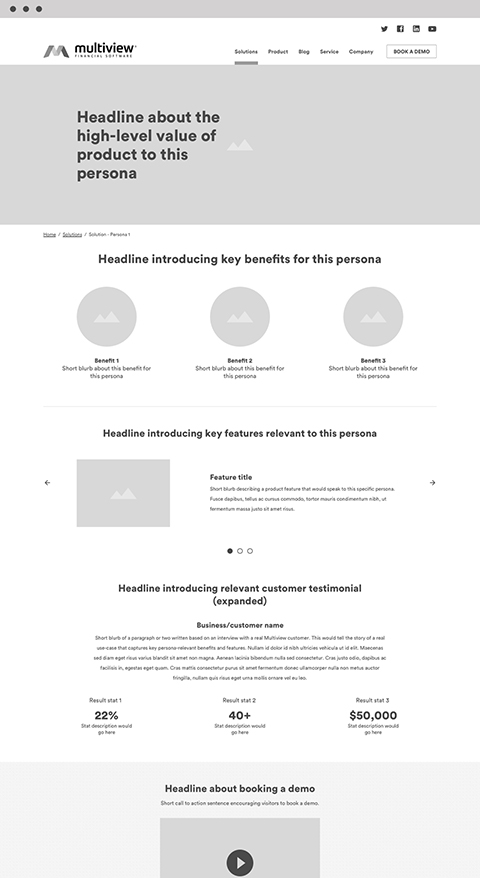 multiview
FINANCIAL SOFTWARE
Solutions Product Blog Service Company BOOK A DEMO
Headline about the
high-level value of
product to this
persona
Home / Solutions / Solution - Persona 1
Headline introducing key benefits for this persona
Benefit 1
Short blurb about this benefit for
this persona
Benefit 2
Short blurb about this benefit for
this persona
Benefit 3
Short blurb about this benefit for
this persona
Headline introducing key features relevant to this persona
Feature title
Short blurb describing a product feature that would speak to this specific persona.
Fusce dapibus, tellus ac cursus commodo, tortor mauris condimentum nibh, ut
fermentum massa justo sit amet risus.
Headline introducing relevant customer testimonial
(expanded)
Business/customer name
Short blurb of a paragraph or two written based on an interview with a real Multiview customer. This would tell the story of a real
use-case that captures key persona-relevant benefits and features. Nullam id dolor id nibh ultricies vehicula ut id elit. Maecenas
sed diam eget risus varius blandit sit amet non magna. Aenean lacinia bibendum nulla sed consectetur. Cras justo odio, dapibus ac
facilisis in, egestas eget quam. Cras mattis consectetur purus sit amet fermentum donec ullamcorper nulla non metus auctor
fringilla, nullam quis risus eget urna mollis ornare vel eu leo.
Result stat 1
22%
Stat description would
go here
Result stat 2
40+
Stat description would
go here
Result stat 3
$50,000
Stat description would
go here
Headline about booking a demo
Short call to action sentence encouraging visitors to book a demo.